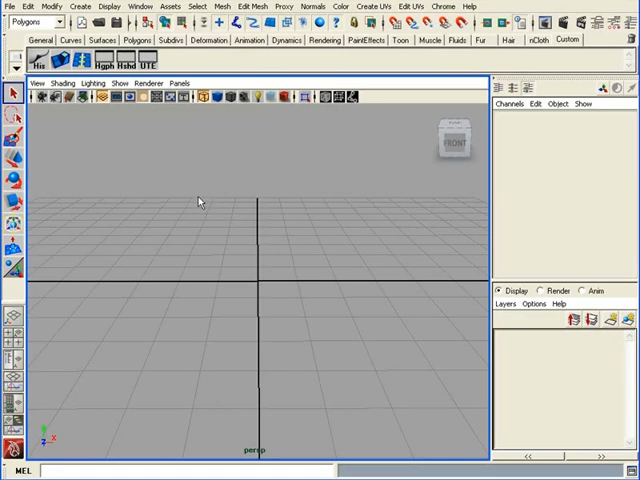 File Edit Modify Create Display Window Assets Select Mesh Edit Mesh Proxy Normals Color Create UVs Edit UVs Chrome Help
Polygons
General Curves Surfaces Polygons Subdivs Deformation Animation Dynamics Rendering PaintEffects Toon Muscle Fluids Fur Hair nCloth Custom
His Hgph Hshd UTE
View Shading Lighting Show Renderer Panels
Channels Edit Object Show
FRONT
Display Render Anim
Layers Options Help
persp
MEL